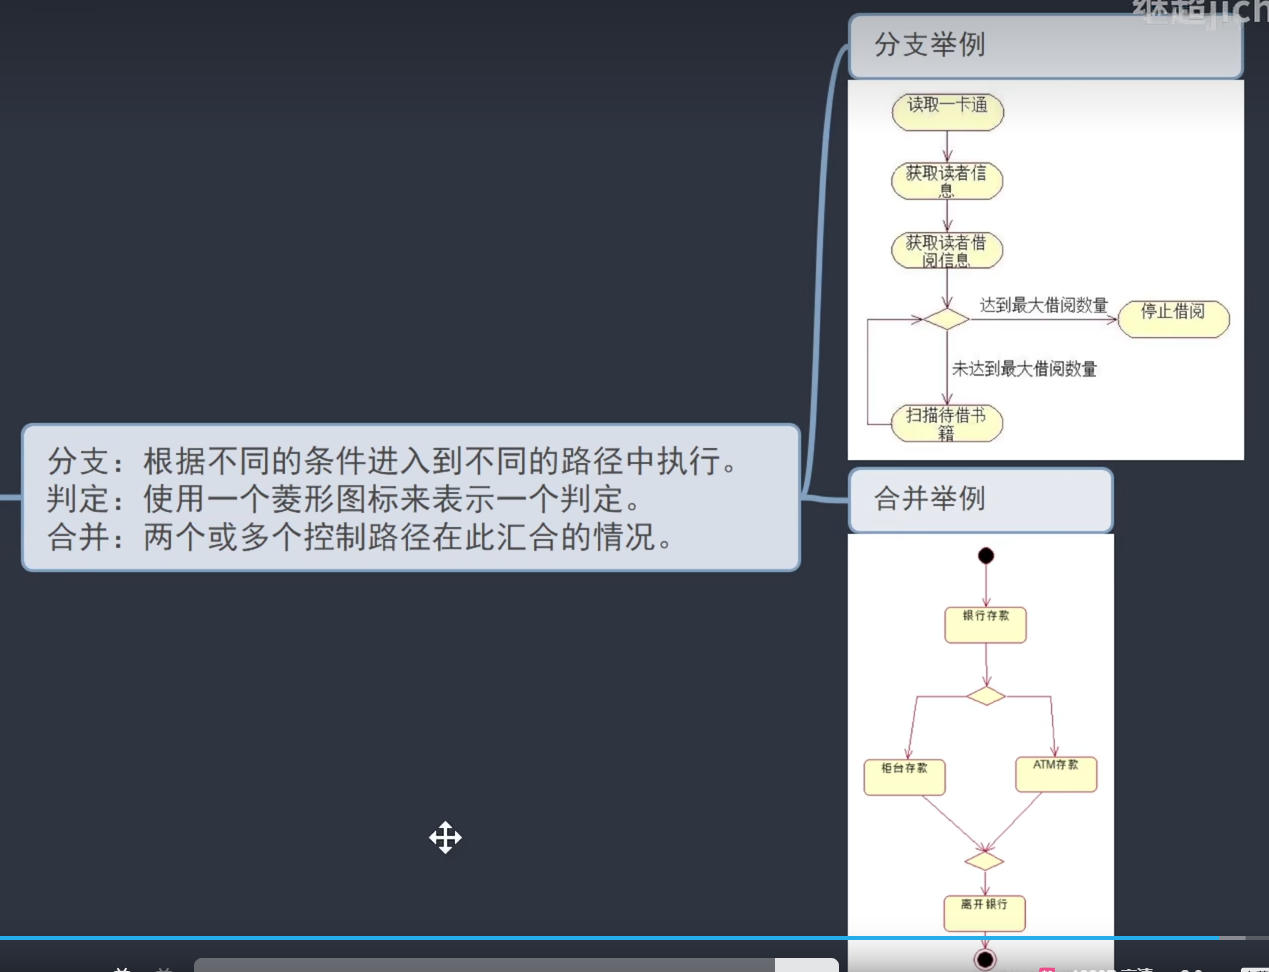 分支：根据不同的条件进入到不同的路径中执行。
判定：使用一个菱形图标来表示一个判定。
合并：两个或多个控制路径在此汇合的情况。
分支举例
读取一卡通
获取读者信
息
获取读者借
阅信息
达到最大借阅数量
停止借阅
未达到最大借阅数量
扫描待借书
籍
合并举例
银行存款
柜台存款
ATM存款
离开银行